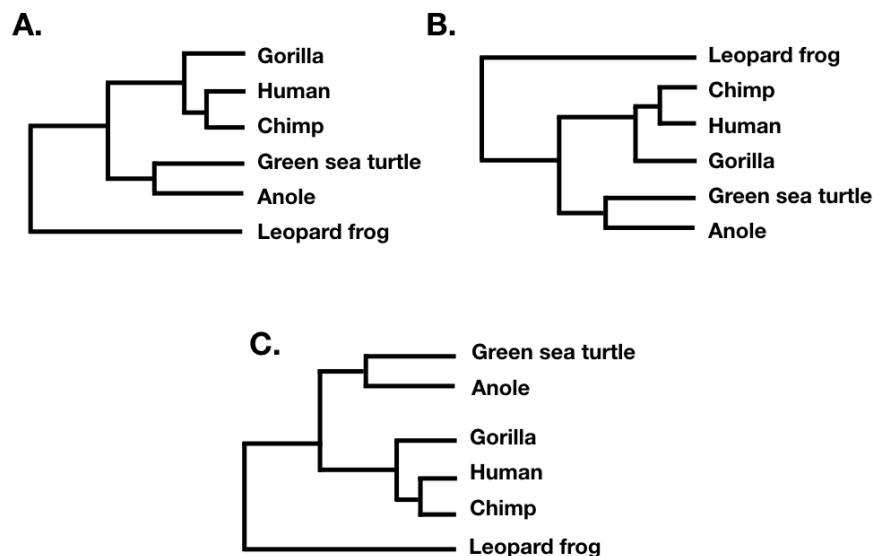 A.
Gorilla
Human
Chimp
Green sea turtle
Anole
Leopard frog
B.
Leopard frog
Chimp
Human
Gorilla
Green sea turtle
Anole
C.
Green sea turtle
Anole
Gorilla
Human
Chimp
Leopard frog